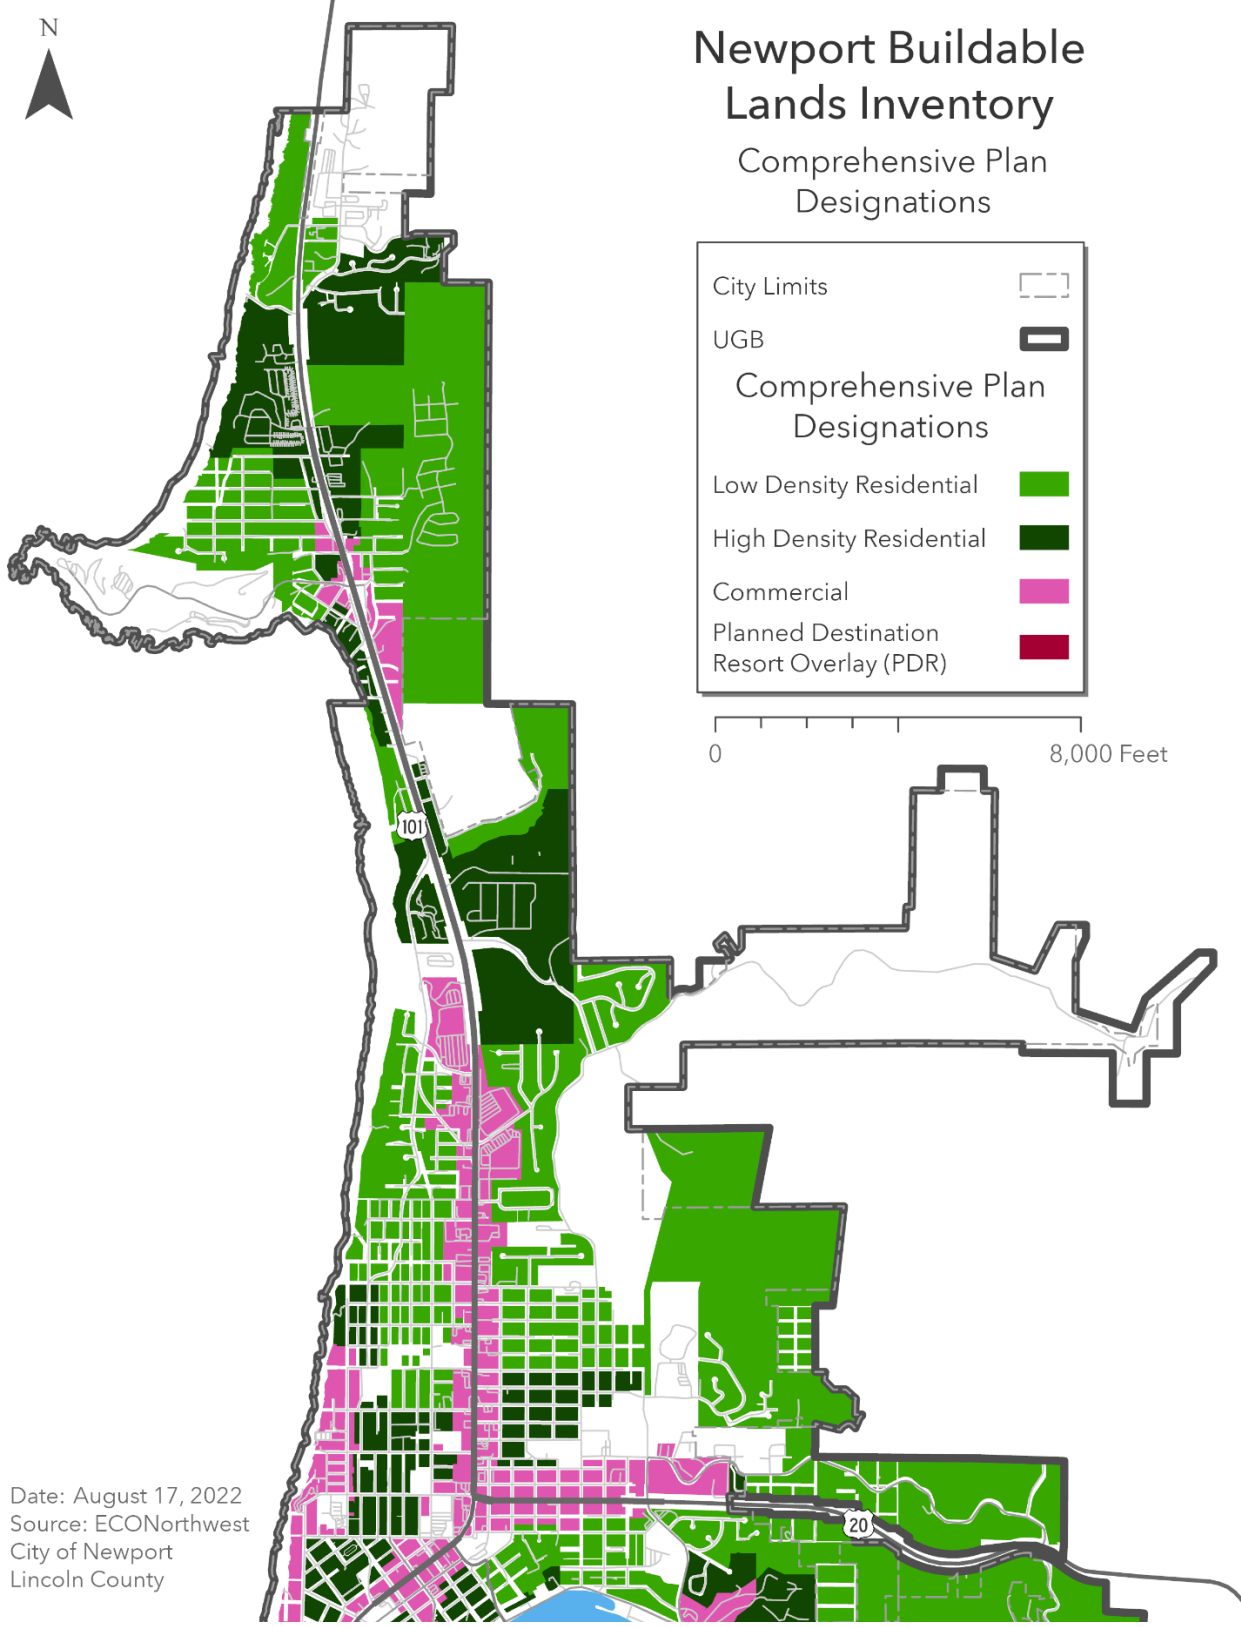 N
Newport Buildable
Lands Inventory
Comprehensive Plan
Designations
City Limits
UGB
Comprehensive Plan
Designations
Low Density Residential
High Density Residential
Commercial
Planned Destination
Resort Overlay (PDR)
0
8,000 Feet
101
20
Date: August 17, 2022
Source: ECONorthwest
City of Newport
Lincoln County